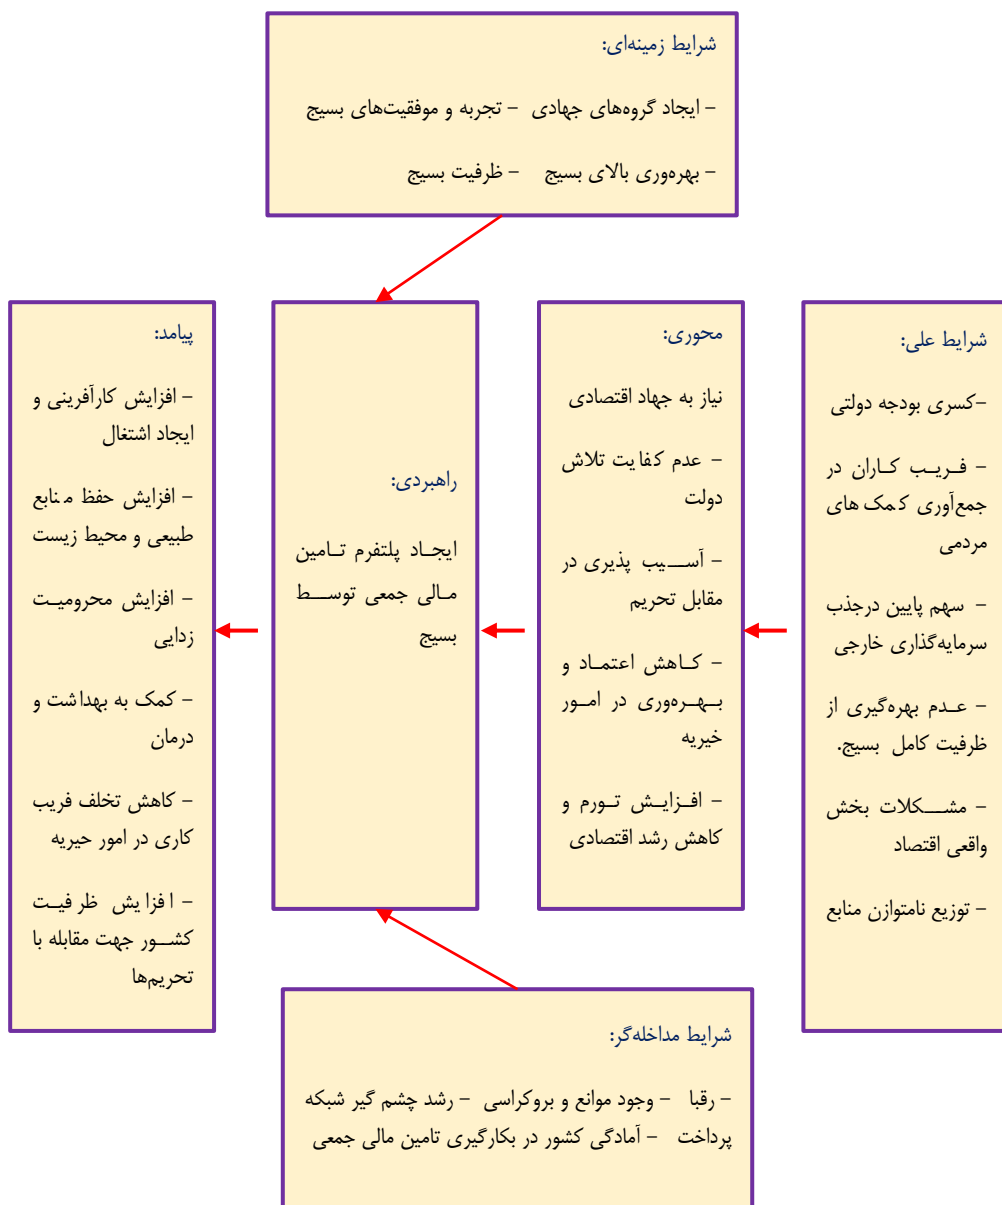 شرایط زمینه‌ای:
– ایجاد گروه‌های جهادی – تجربه و موفقیت‌های بسیج
– بهره‌وری بالای بسیج – ظرفیت بسیج
شرایط علی:
–کسری بودجه دولتی
– فریب کاران در
جمع‌آوری کمک های
مردمی
– سهم پایین درجذب
سرمایه‌گذاری خارجی
– عدم بهره‌گیری از
ظرفیت کامل بسیج.
– مشکلات بخش
واقعی اقتصاد
– توزیع نامتوازن منابع
محوری:
نیاز به جهاد اقتصادی
– عدم کفایت تلاش
دولت
– آسیب پذیری در
مقابل تحریم
– کاهش اعتماد و
بهره‌وری در امور
خیریه
– افزایش تورم و
کاهش رشد اقتصادی
راهبردی:
ایجاد پلتفرم تامین
مالی جمعی توسط
بسیج
پیامد:
– افزایش کارآفرینی و
ایجاد اشتغال
– افزایش حفظ منابع
طبیعی و محیط زیست
– افزایش محرومیت
زدایی
– کمک به بهداشت و
درمان
– کاهش تخلف فریب
کاری در امور حیریه
– افزایش ظرفیت
کشور جهت مقابله با
تحریم‌ها
شرایط مداخله‌گر:
– رقبا – وجود موانع و بروکراسی – رشد چشم گیر شبکه
پرداخت – آمادگی کشور در بکارگیری تامین مالی جمعی